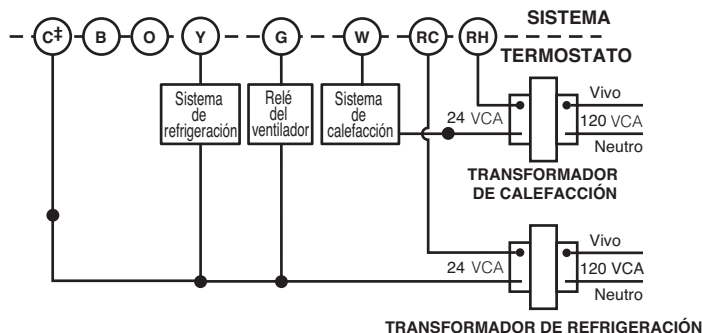 SISTEMA
C‡ B O Y G W RC RH
TERMOSTATO
Sistema
de
refrigeración
Relé
del
ventilador
Sistema
de
calefacción
24 VCA
Vivo
120 VCA
Neutro
TRANSFORMADOR
DE CALEFACCIÓN
24 VCA
Vivo
120 VCA
Neutro
TRANSFORMADOR DE REFRIGERACIÓN